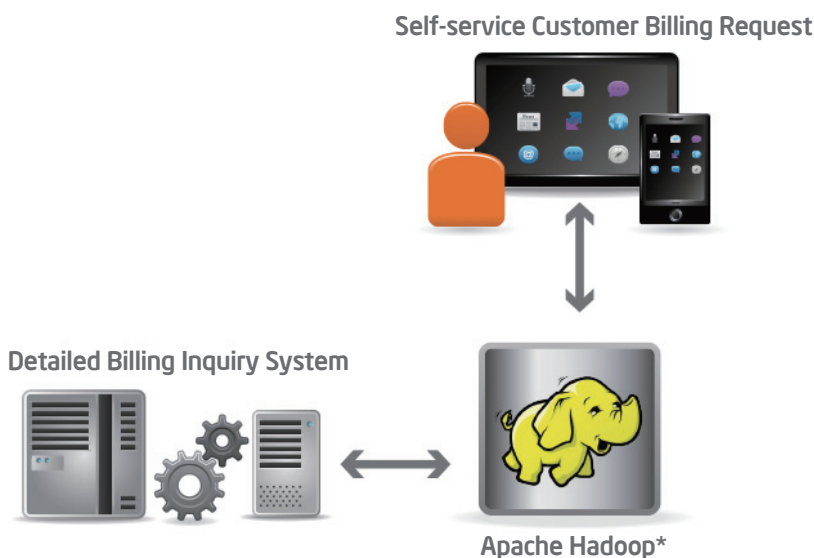 Self-service Customer Billing Request
Detailed Billing Inquiry System
Apache Hadoop*